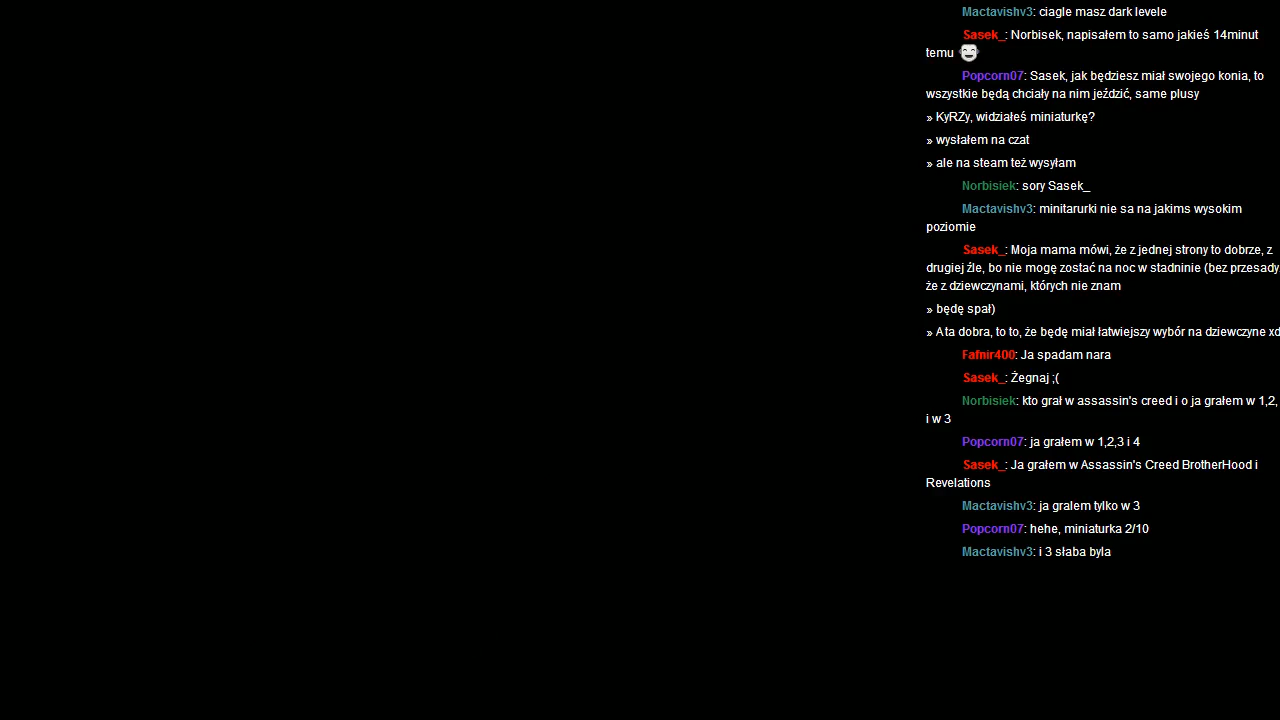 Mactavishv3: ciagle masz dark levele
Sasek_: Norbisek, napisałem to samo jakieś 14minut
temu
Popcorn07: Sasek, jak będziesz miał swojego konia, to
wszystkie będą chciały na nim jeździć, same plusy
» KyRZy, widziałeś miniaturkę?
» wysłałem na czat
» ale na steam też wysyłam
Norbisiek: sory Sasek_
Mactavishv3: minitarurki nie sa na jakims wysokim
poziomie
Sasek_: Moja mama mówi, że z jednej strony to dobrze, z
drugiej źle, bo nie mogę zostać na noc w stadninie (bez przesady,
że z dziewczynami, których nie znam
» będę spał)
» A ta dobra, to to, że będę miał łatwiejszy wybór na dziewczyne xd
Fafnir400: Ja spadam nara
Sasek_: Żegnaj ;(
Norbisiek: kto grał w assassin's creed i o ja grałem w 1,2,
i w 3
Popcorn07: ja grałem w 1,2,3 i 4
Sasek_: Ja grałem w Assassin's Creed BrotherHood i
Revelations
Mactavishv3: ja gralem tylko w 3
Popcorn07: hehe, miniaturka 2/10
Mactavishv3: i 3 słaba byla